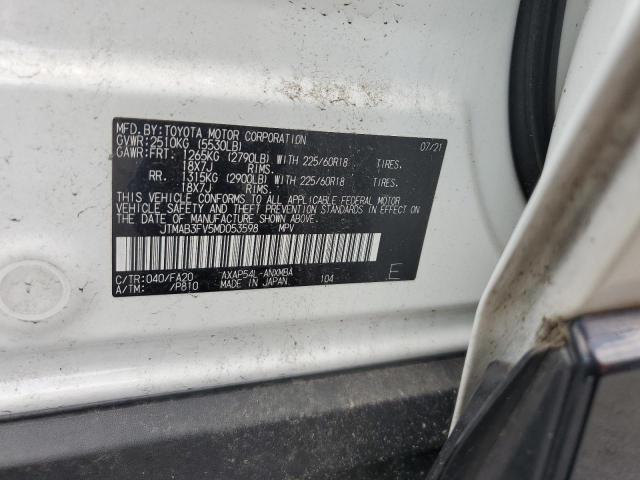 MFD.BY:TOYOTA MOTOR CORPORATION 07/21
GVWR:2510KG (5530LB)
GAWR:FRT. 1265KG (2790LB) WITH 225/60R18 TIRES.
18X7J RIMS.
RR. 1315KG (2900LB) WITH 225/60R18 TIRES.
18X7J RIMS.
THIS VEHICLE CONFORMS TO ALL APPLICABLE FEDERAL MOTOR
VEHICLE SAFETY AND THEFT PREVENTION STANDARDS IN EFFECT
ON THE DATE OF MANUFACTURE SHOWN ABOVE.
JTMAB3FV5MD053598 MPV
C/TR:040/FA20 AXAP54L-ANXMBA
A/TM: /P810 MADE IN JAPAN 104 E